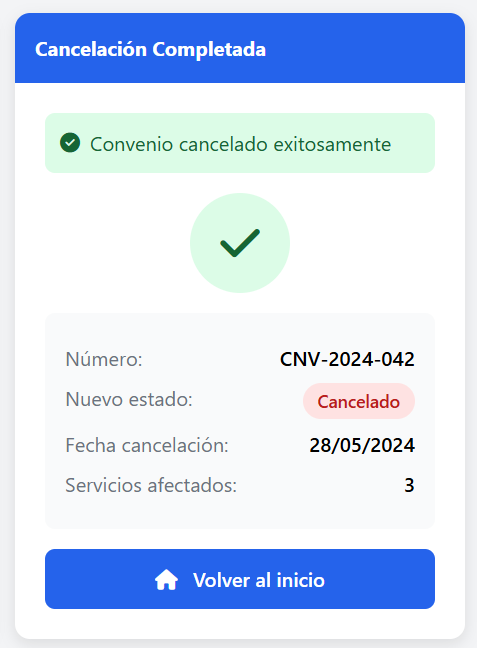 Cancelación Completada
Convenio cancelado exitosamente
Número: CNV-2024-042
Nuevo estado: Cancelado
Fecha cancelación: 28/05/2024
Servicios afectados: 3
Volver al inicio